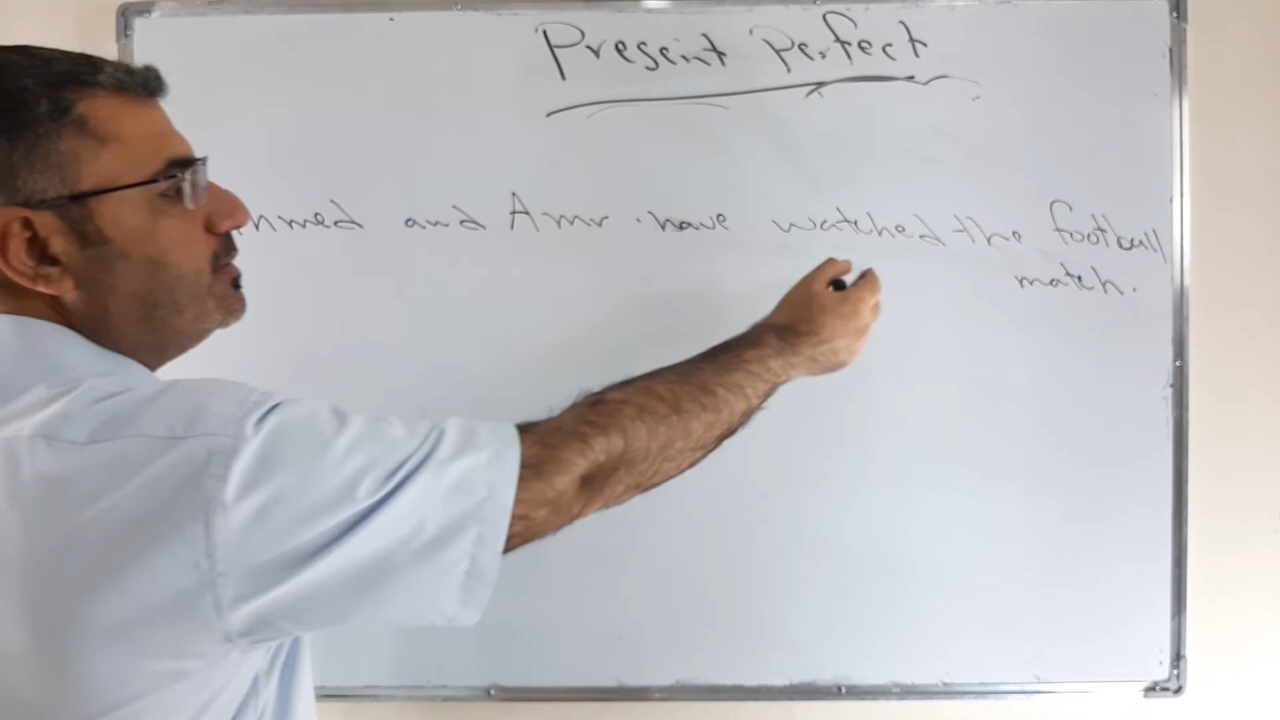 Present Perfect
and Amr have watched the football
match.